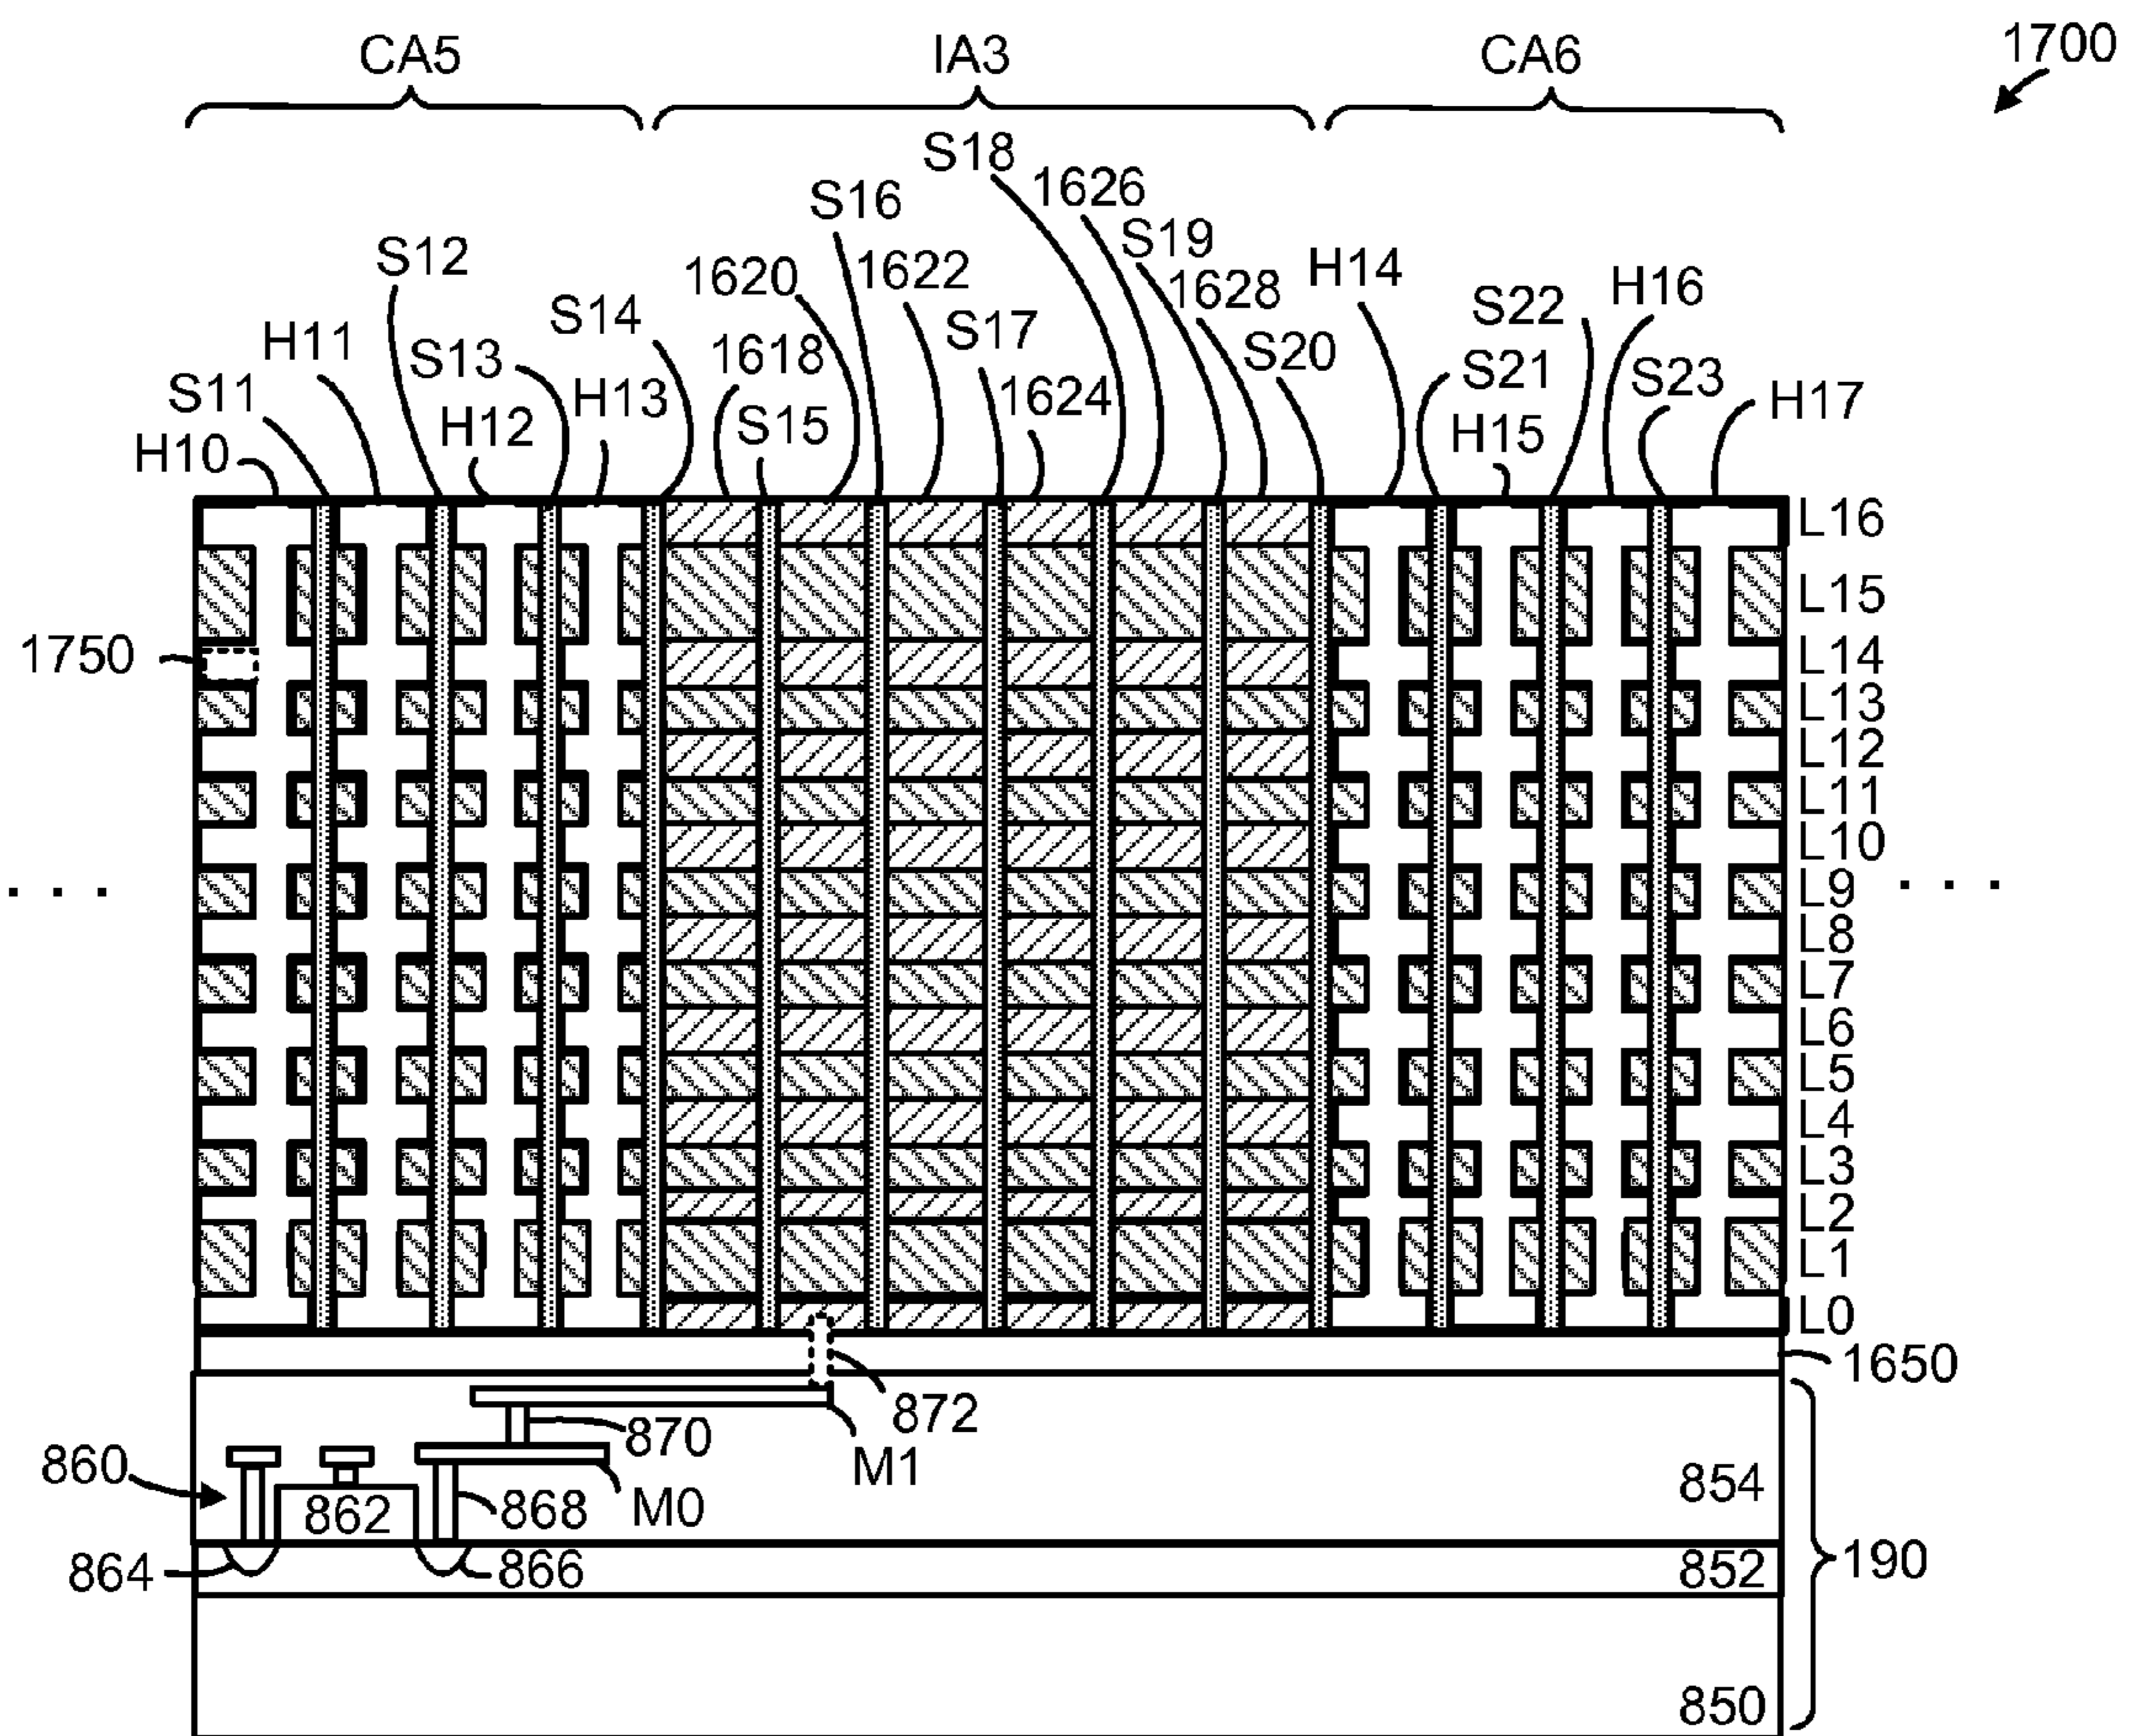 CA5 IA3 CA6 1700
S18
1626
S16
S19
S12
1622
H14
1620
H16
1628
S22
S14
S17
H11
S20
S13
1618
S21
S23
S11
H13
1624
H17
H12
S15
H15
H10
L16
L15
1750
L14
L13
L12
L11
L10
. . .
L9
. . .
L8
L7
L6
L5
L4
L3
L2
L1
L0
1650
872
870
M1
860
854
862
868
M0
190
864
866
852
850